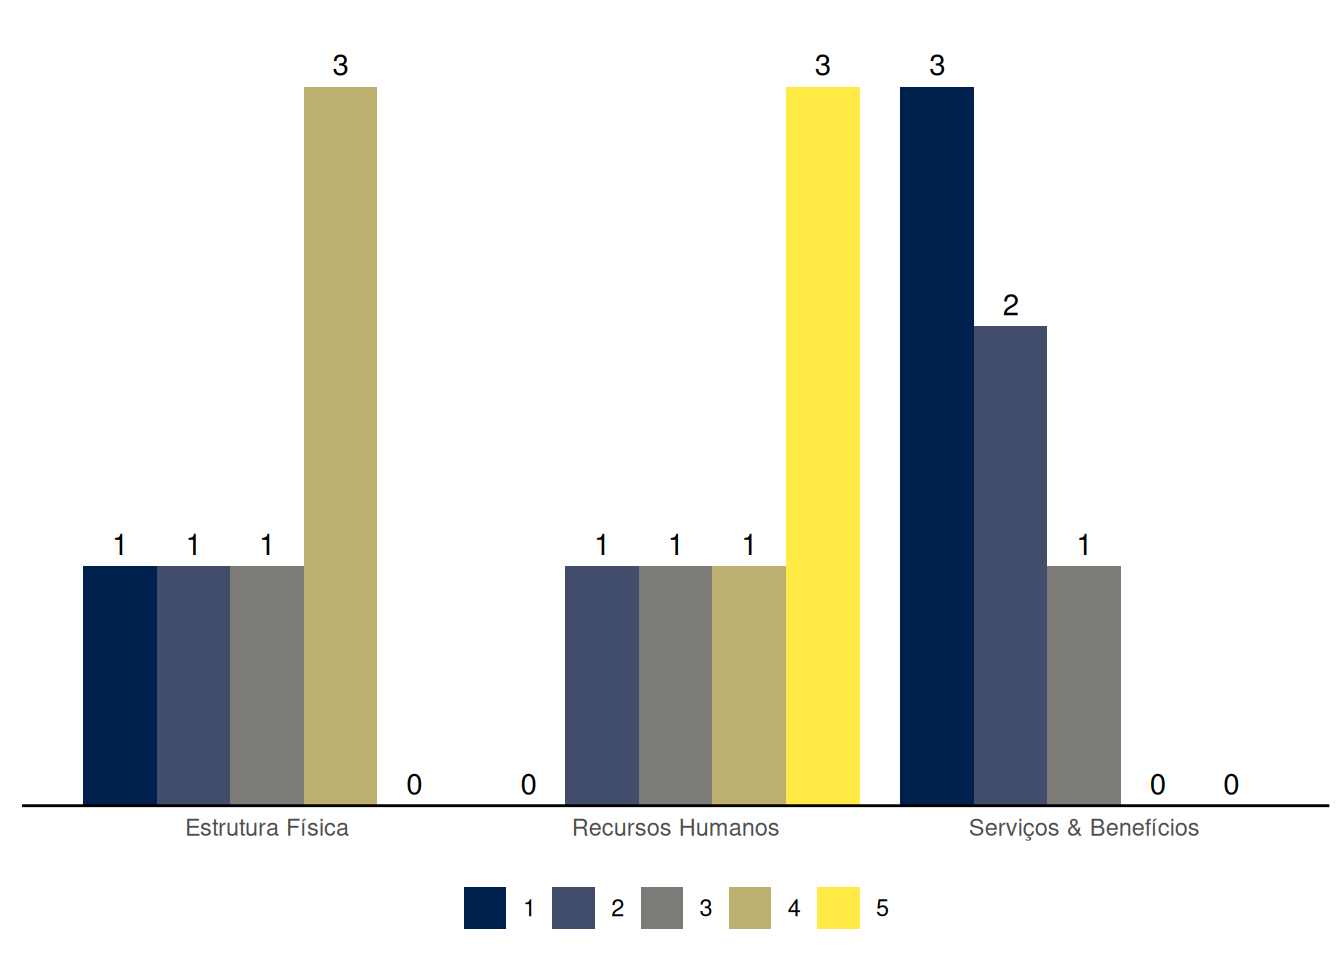 3 3 3
2
1 1 1 1 1 1 1
0 0 0 0
Estrutura Física Recursos Humanos Serviços & Benefícios
1 2 3 4 5